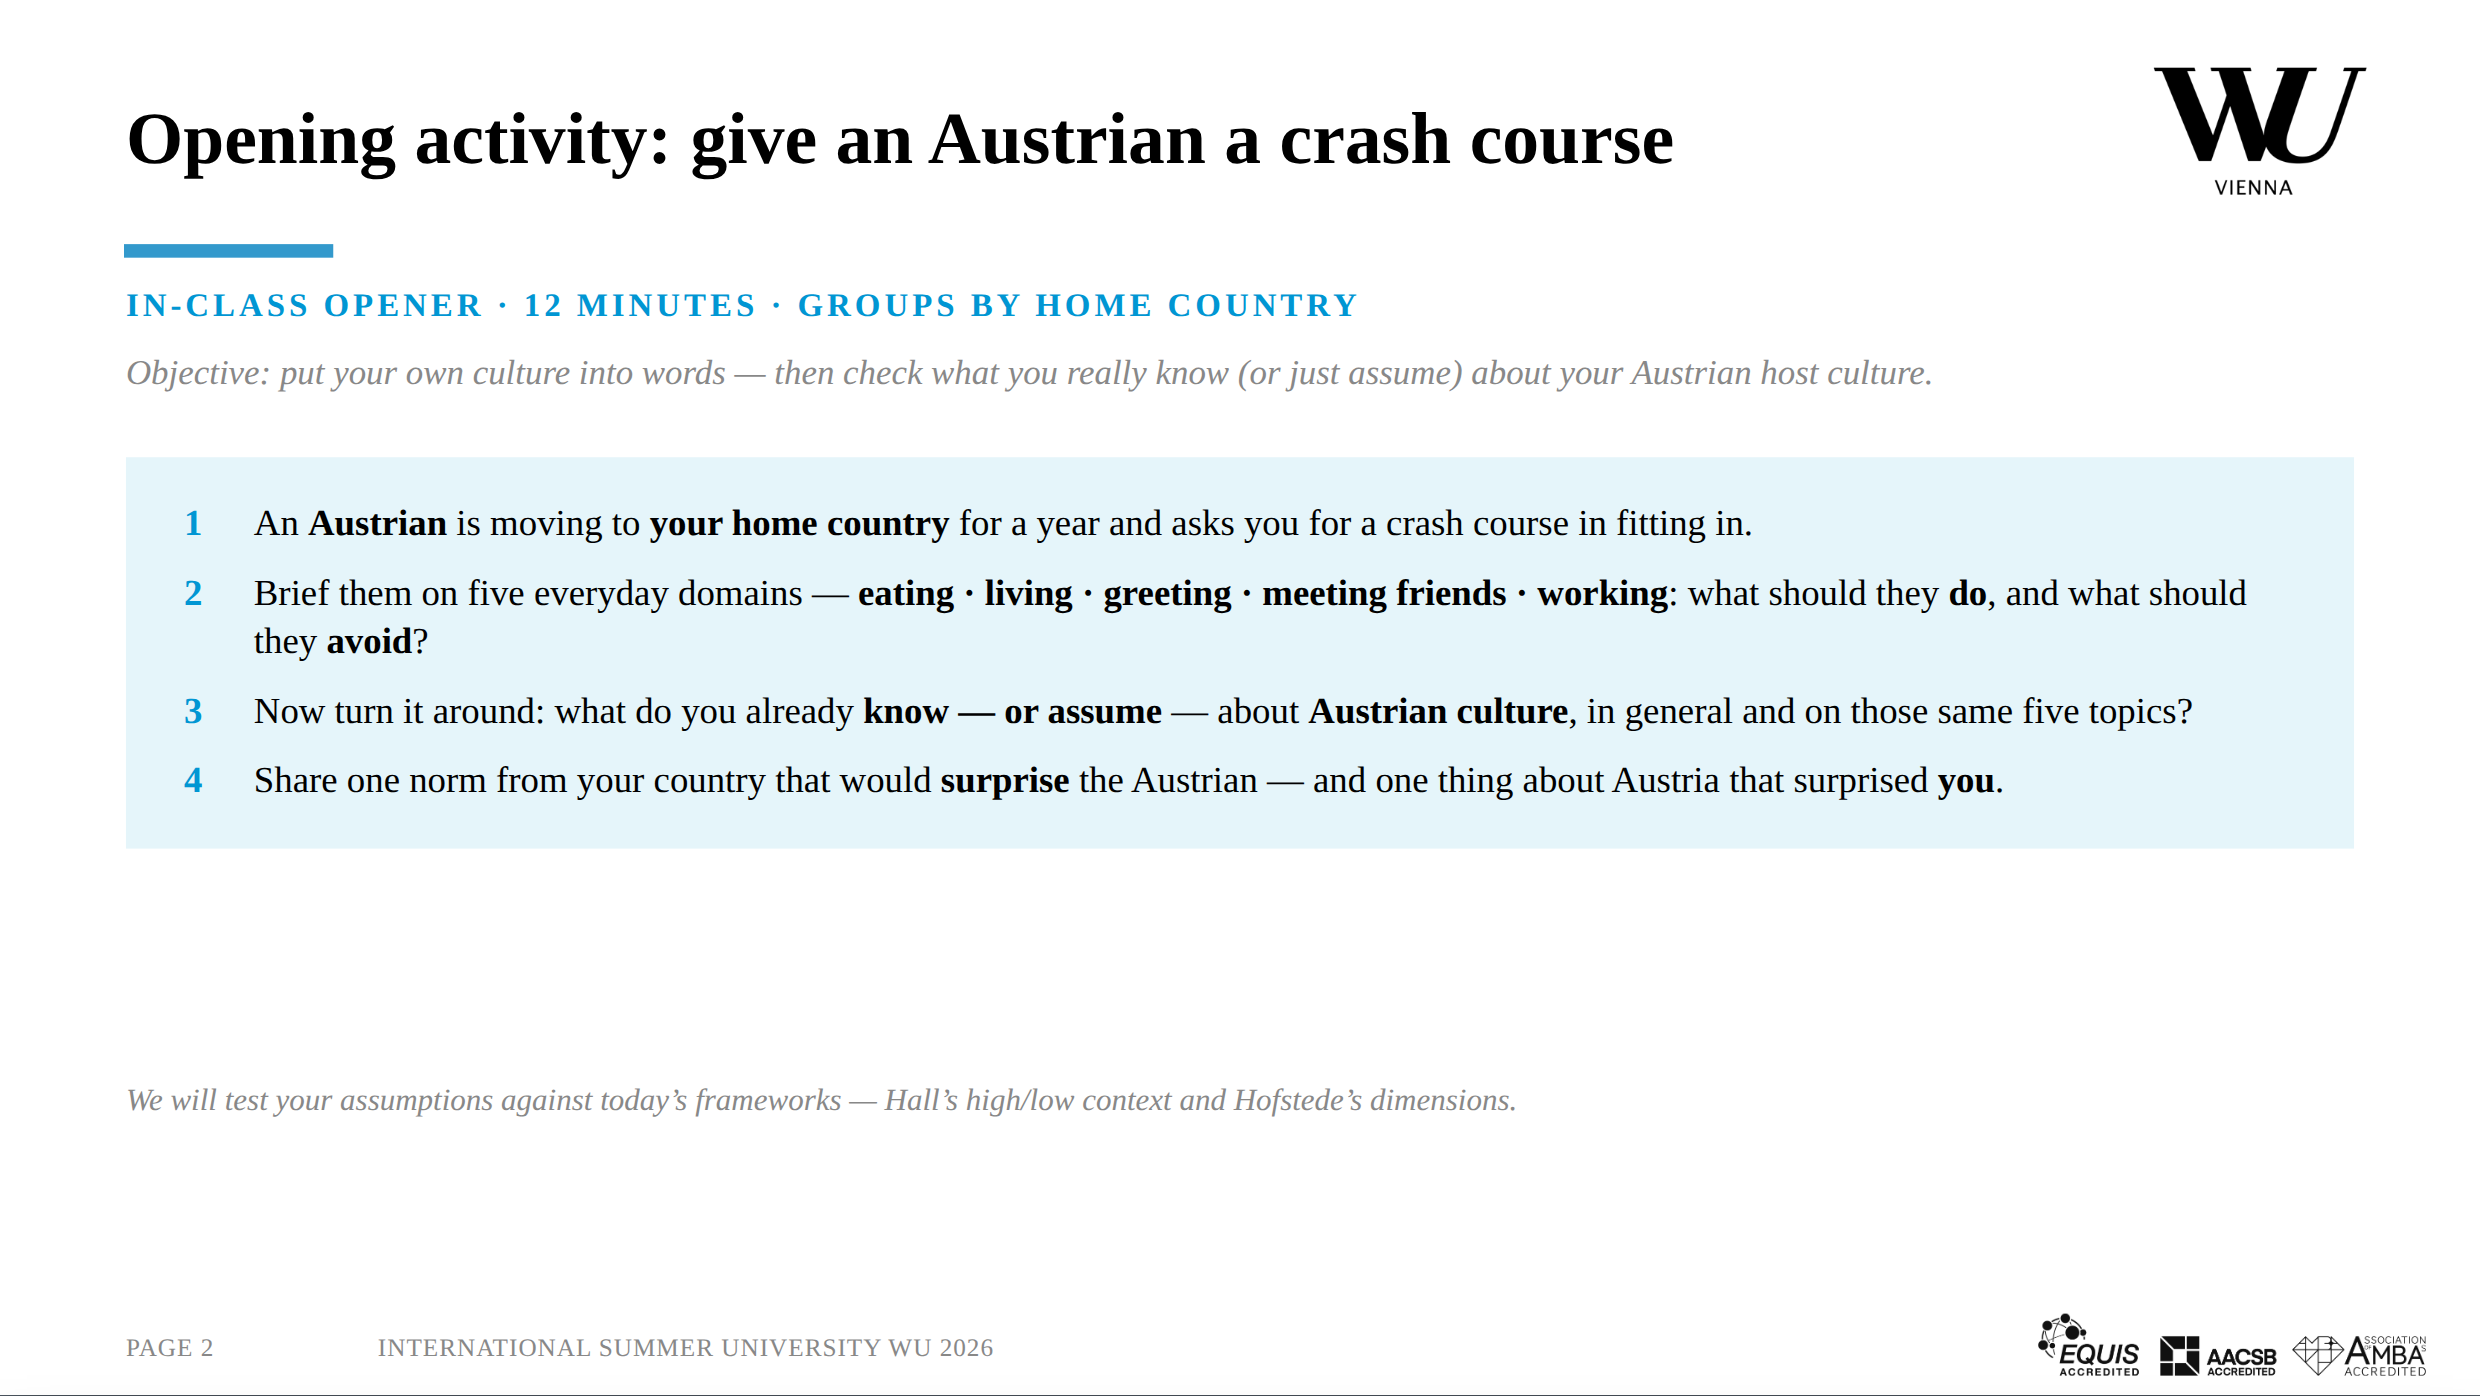 Opening activity: give an Austrian a crash course
WU
VIENNA
IN-CLASS OPENER · 12 MINUTES · GROUPS BY HOME COUNTRY
Objective: put your own culture into words — then check what you really know (or just assume) about your Austrian host culture.
1 An Austrian is moving to your home country for a year and asks you for a crash course in fitting in.
2 Brief them on five everyday domains — eating · living · greeting · meeting friends · working: what should they do, and what should
they avoid?
3 Now turn it around: what do you already know — or assume — about Austrian culture, in general and on those same five topics?
4 Share one norm from your country that would surprise the Austrian — and one thing about Austria that surprised you.
We will test your assumptions against today’s frameworks — Hall’s high/low context and Hofstede’s dimensions.
PAGE 2 INTERNATIONAL SUMMER UNIVERSITY WU 2026
EQUIS
ACCREDITED
AACSB
ACCREDITED
ASSOCIATION
OF MBAS
ACCREDITED